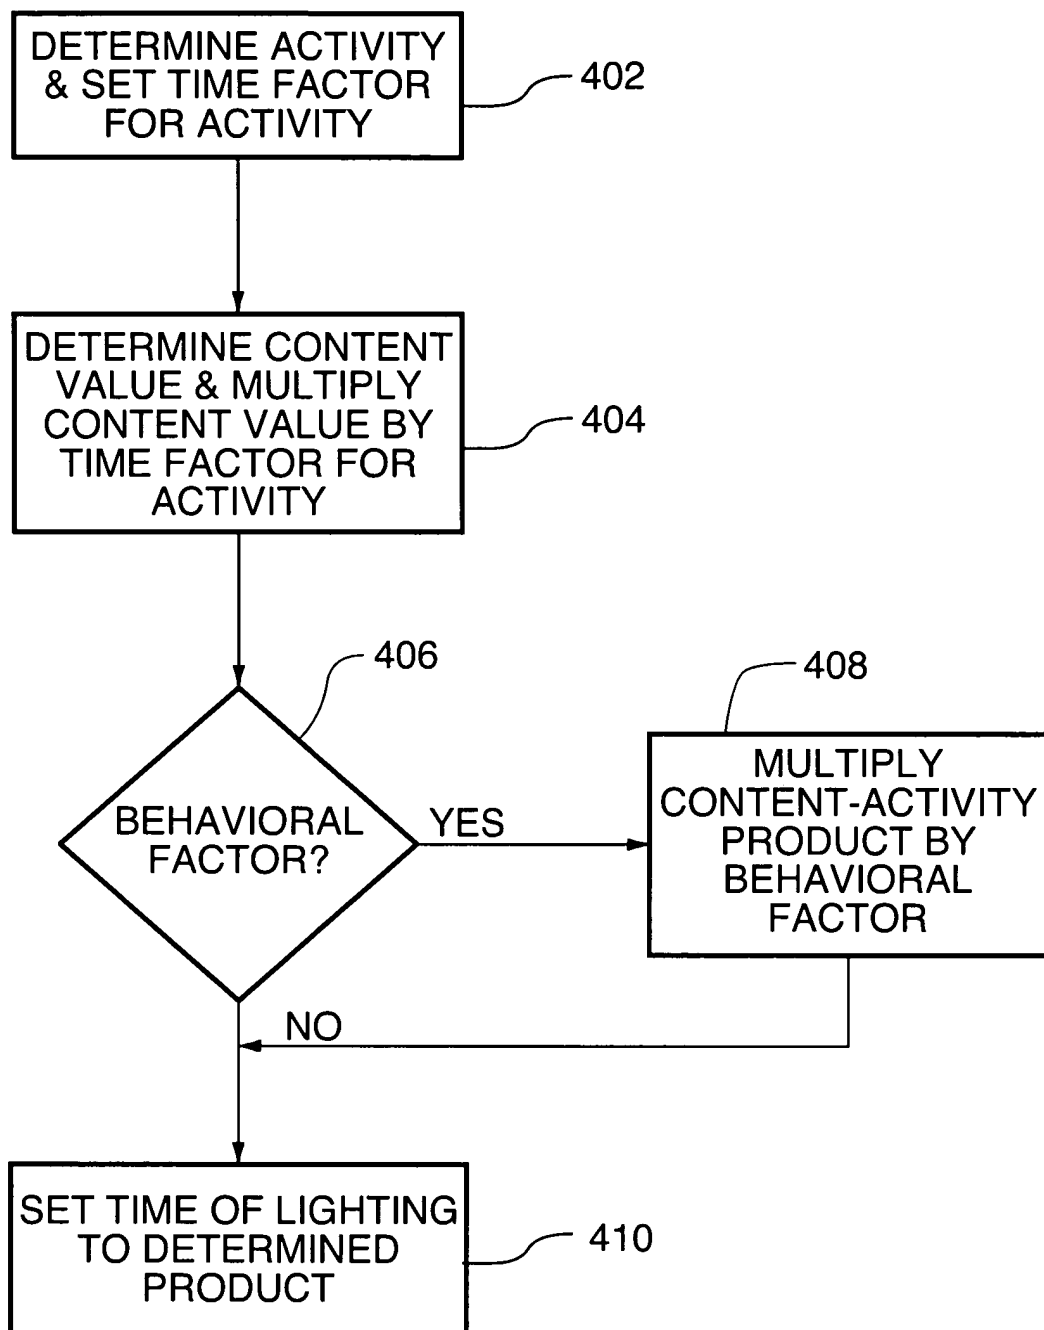 DETERMINE ACTIVITY
& SET TIME FACTOR
FOR ACTIVITY
402
DETERMINE CONTENT
VALUE & MULTIPLY
CONTENT VALUE BY
TIME FACTOR FOR
ACTIVITY
404
406
BEHAVIORAL
FACTOR?
YES
408
MULTIPLY
CONTENT-ACTIVITY
PRODUCT BY
BEHAVIORAL
FACTOR
NO
SET TIME OF LIGHTING
TO DETERMINED
PRODUCT
410